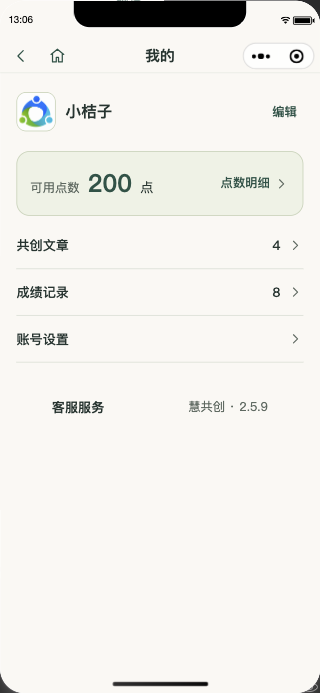 13:06
我的
小桔子
编辑
可用点数 200 点
点数明细
共创文章 4
成绩记录 8
账号设置
客服服务
慧共创 · 2.5.9